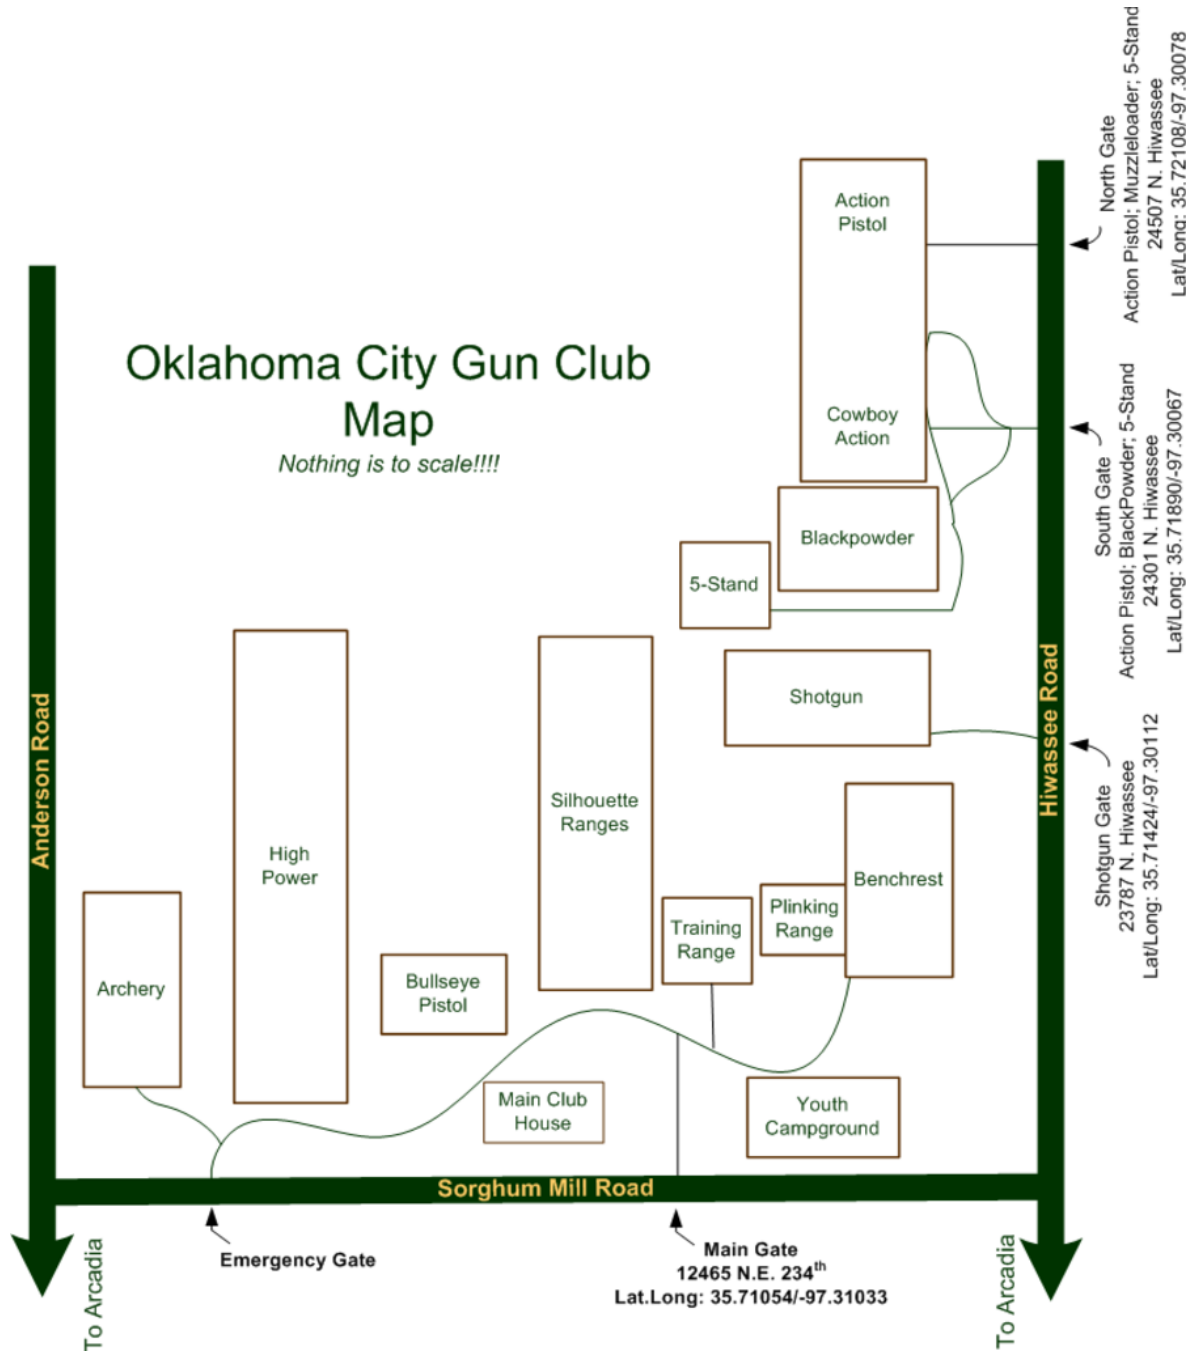 Oklahoma City Gun Club
Map
Nothing is to scale!!!!
Action
Pistol
Cowboy
Action
Blackpowder
5-Stand
Shotgun
Silhouette
Ranges
High
Power
Benchrest
Plinking
Range
Training
Range
Archery
Bullseye
Pistol
Main Club
House
Youth
Campground
Anderson Road
Hiwassee Road
Sorghum Mill Road
North Gate
Action Pistol; Muzzleloader; 5-Stand
24507 N. Hiwassee
Lat/Long: 35.72108/-97.30078
South Gate
Action Pistol; BlackPowder; 5-Stand
24301 N. Hiwassee
Lat/Long: 35.71890/-97.30067
Shotgun Gate
23787 N. Hiwassee
Lat/Long: 35.71424/-97.30112
Emergency Gate
Main Gate
12465 N.E. 234th
Lat.Long: 35.71054/-97.31033
To Arcadia
To Arcadia